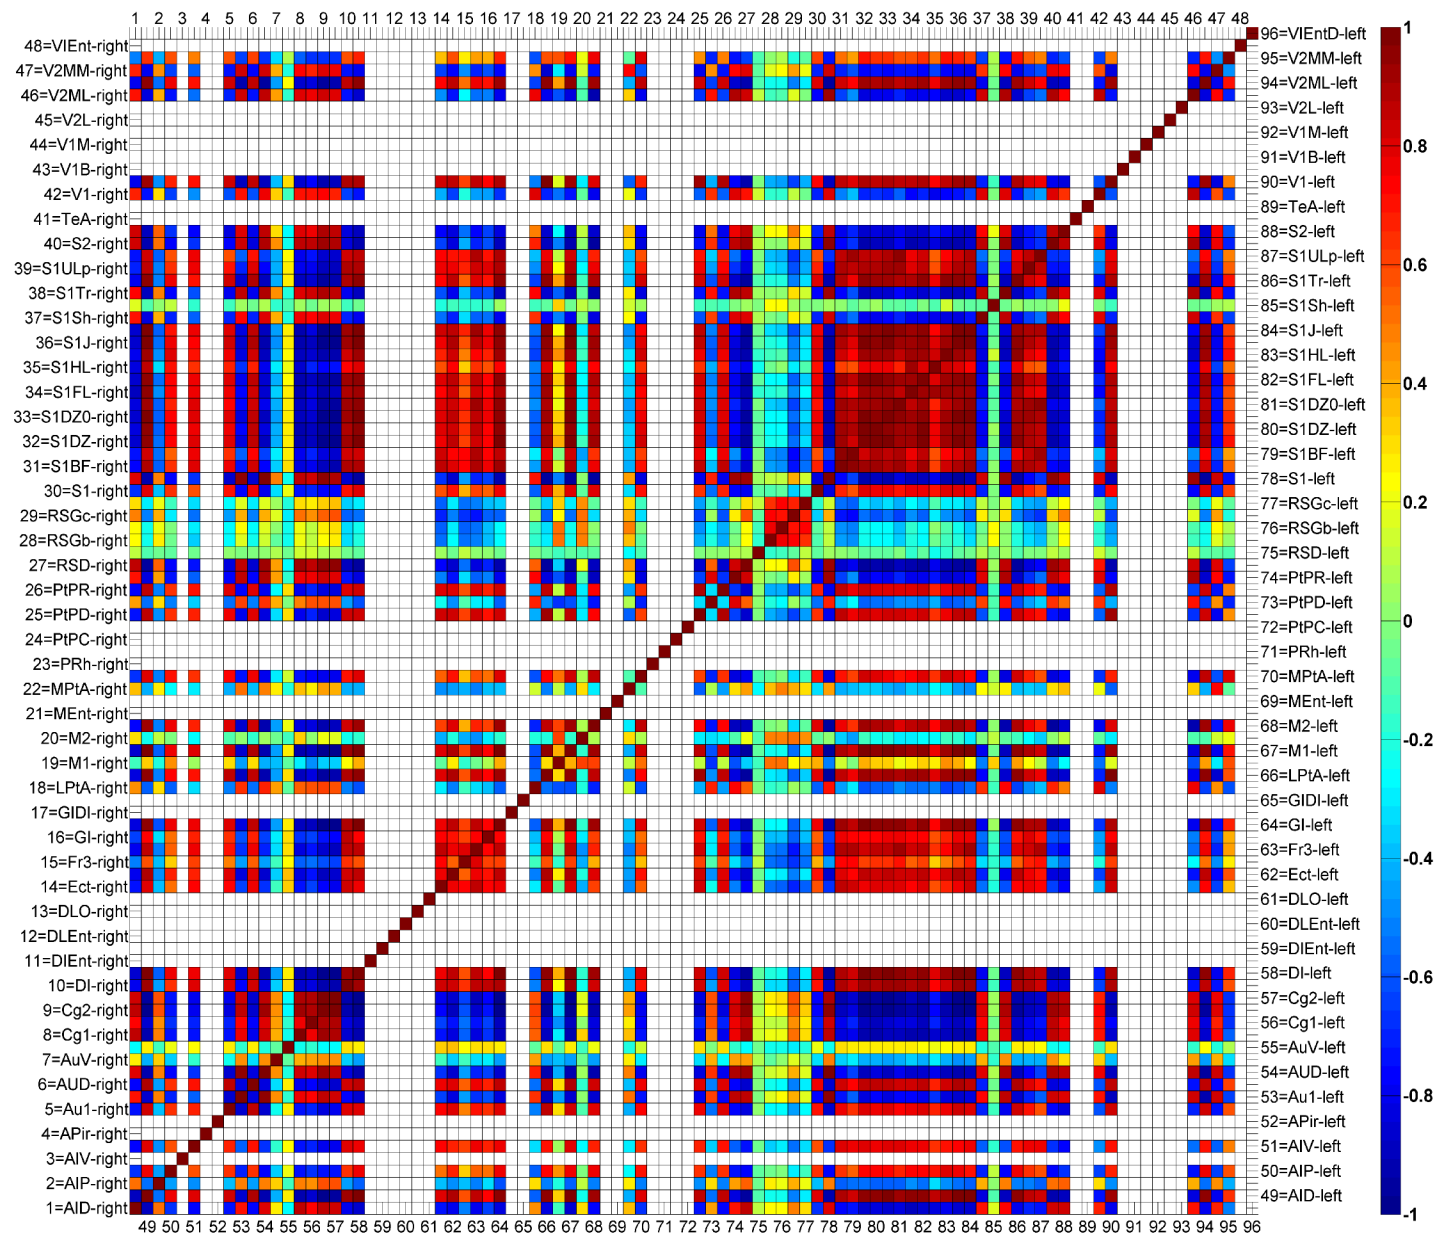 1 2 3 4 5 6 7 8 9 10 11 12 13 14 15 16 17 18 19 20 21 22 23 24 25 26 27 28 29 30 31 32 33 34 35 36 37 38 39 40 41 42 43 44 45 46 47 48
48=VIEnt-right
47=V2MM-right
46=V2ML-right
45=V2L-right
44=V1M-right
43=V1B-right
42=V1-right
41=TeA-right
40=S2-right
39=S1ULp-right
38=S1Tr-right
37=S1Sh-right
36=S1J-right
35=S1HL-right
34=S1FL-right
33=S1DZ0-right
32=S1DZ-right
31=S1BF-right
30=S1-right
29=RSGc-right
28=RSGb-right
27=RSD-right
26=PtPR-right
25=PtPD-right
24=PtPC-right
23=PRh-right
22=MPtA-right
21=MEnt-right
20=M2-right
19=M1-right
18=LPtA-right
17=GIDI-right
16=GI-right
15=Fr3-right
14=Ect-right
13=DLO-right
12=DLEnt-right
11=DIEnt-right
10=DI-right
9=Cg2-right
8=Cg1-right
7=AuV-right
6=AUD-right
5=Au1-right
4=APir-right
3=AIV-right
2=AIP-right
1=AID-right
96=VIEntD-left
95=V2MM-left
94=V2ML-left
93=V2L-left
92=V1M-left
91=V1B-left
90=V1-left
89=TeA-left
88=S2-left
87=S1ULp-left
86=S1Tr-left
85=S1Sh-left
84=S1J-left
83=S1HL-left
82=S1FL-left
81=S1DZ0-left
80=S1DZ-left
79=S1BF-left
78=S1-left
77=RSGc-left
76=RSGb-left
75=RSD-left
74=PtPR-left
73=PtPD-left
72=PtPC-left
71=PRh-left
70=MPtA-left
69=MEnt-left
68=M2-left
67=M1-left
66=LPtA-left
65=GIDI-left
64=GI-left
63=Fr3-left
62=Ect-left
61=DLO-left
60=DLEnt-left
59=DIEnt-left
58=DI-left
57=Cg2-left
56=Cg1-left
55=AuV-left
54=AUD-left
53=Au1-left
52=APir-left
51=AIV-left
50=AIP-left
49=AID-left
1
0.8
0.6
0.4
0.2
0
-0.2
-0.4
-0.6
-0.8
-1
49 50 51 52 53 54 55 56 57 58 59 60 61 62 63 64 65 66 67 68 69 70 72 73 74 75 76 77 78 79 80 81 82 83 84 85 86 87 88 90 91 92 93 94 95 96